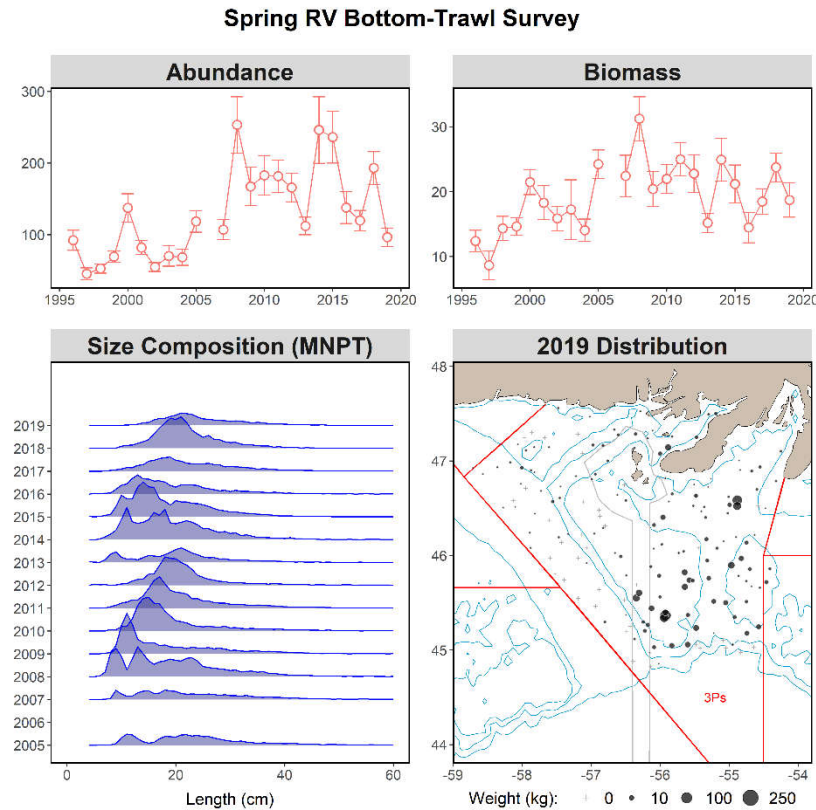 Spring RV Bottom-Trawl Survey
Abundance
300
200
100
1995 2000 2005 2010 2015 2020
Biomass
30
20
10
1995 2000 2005 2010 2015 2020
Size Composition (MNPT)
2019
2018
2017
2016
2015
2014
2013
2012
2011
2010
2009
2008
2007
2006
2005
0 20 40 60
Length (cm)
2019 Distribution
48
47
46
45
44
3Ps
-59 -58 -57 -56 -55 -54
Weight (kg): 0 10 100 250